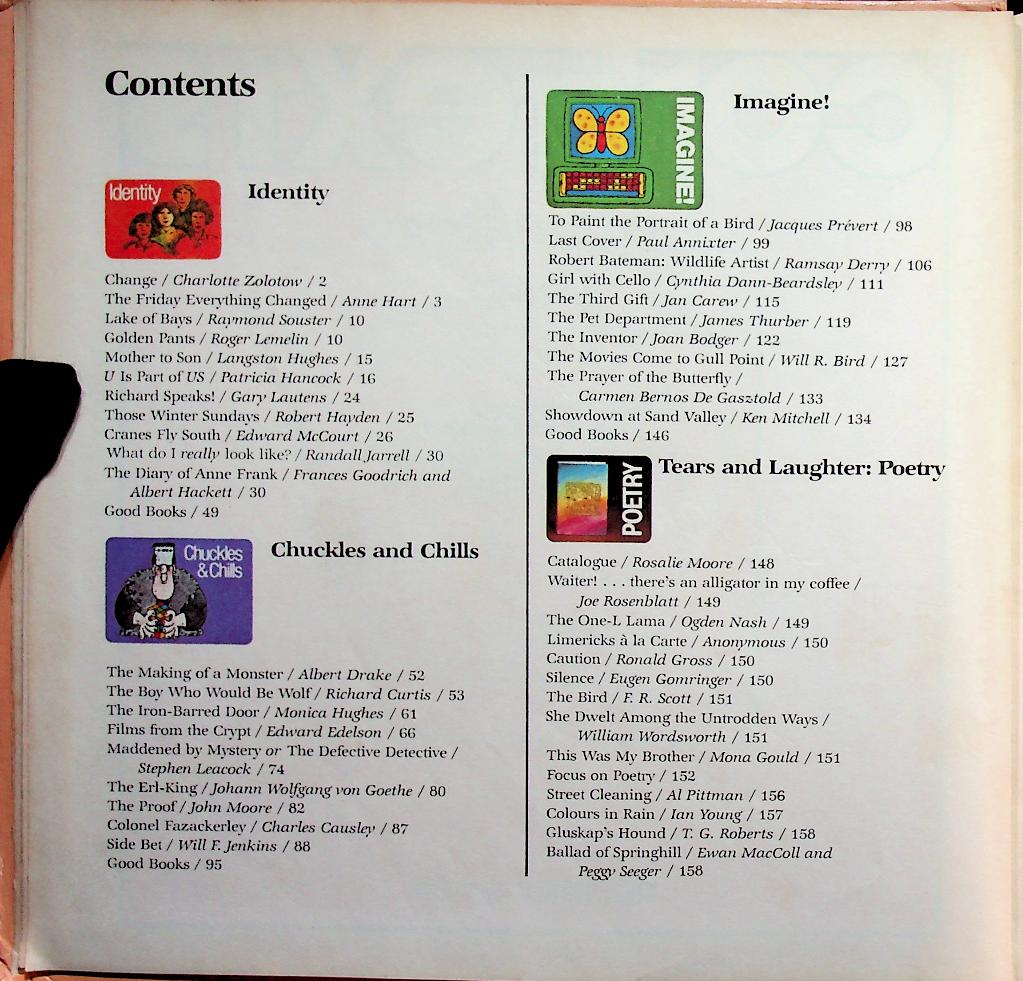 Contents
Identity
Identity
Change / Charlotte Zolotow / 2
The Friday Everything Changed / Anne Hart / 3
Lake of Bays / Raymond Souster / 10
Golden Pants / Roger Lemelin / 10
Mother to Son / Langston Hughes / 15
U Is Part of US / Patricia Hancock / 16
Richard Speaks! / Gary Lautens / 24
Those Winter Sundays / Robert Hayden / 25
Cranes Fly South / Edward McCourt / 26
What do I really look like? / Randall Jarrell / 30
The Diary of Anne Frank / Frances Goodrich and
Albert Hackett / 30
Good Books / 49
Chuckles
& Chills
Chuckles and Chills
The Making of a Monster / Albert Drake / 52
The Boy Who Would Be Wolf / Richard Curtis / 53
The Iron-Barred Door / Monica Hughes / 61
Films from the Crypt / Edward Edelson / 66
Maddened by Mystery or The Defective Detective /
Stephen Leacock / 74
The Erl-King / Johann Wolfgang von Goethe / 80
The Proof / John Moore / 82
Colonel Fazackerley / Charles Causley / 87
Side Bet / Will F. Jenkins / 88
Good Books / 95
IMAGINE!
Imagine!
To Paint the Portrait of a Bird / Jacques Prévert / 98
Last Cover / Paul Annixter / 99
Robert Bateman: Wildlife Artist / Ramsay Derry / 106
Girl with Cello / Cynthia Dann-Beardsley / 111
The Third Gift / Jan Carew / 115
The Pet Department / James Thurber / 119
The Inventor / Joan Bodger / 122
The Movies Come to Gull Point / Will R. Bird / 127
The Prayer of the Butterfly /
Carmen Bernos De Gasztold / 133
Showdown at Sand Valley / Ken Mitchell / 134
Good Books / 146
POETRY
Tears and Laughter: Poetry
Catalogue / Rosalie Moore / 148
Waiter! . . . there's an alligator in my coffee /
Joe Rosenblatt / 149
The One-L Lama / Ogden Nash / 149
Limericks à la Carte / Anonymous / 150
Caution / Ronald Gross / 150
Silence / Eugen Gomringer / 150
The Bird / F. R. Scott / 151
She Dwelt Among the Untrodden Ways /
William Wordsworth / 151
This Was My Brother / Mona Gould / 151
Focus on Poetry / 152
Street Cleaning / Al Pittman / 156
Colours in Rain / Ian Young / 157
Gluskap's Hound / T. G. Roberts / 158
Ballad of Springhill / Ewan MacColl and
Peggy Seeger / 158